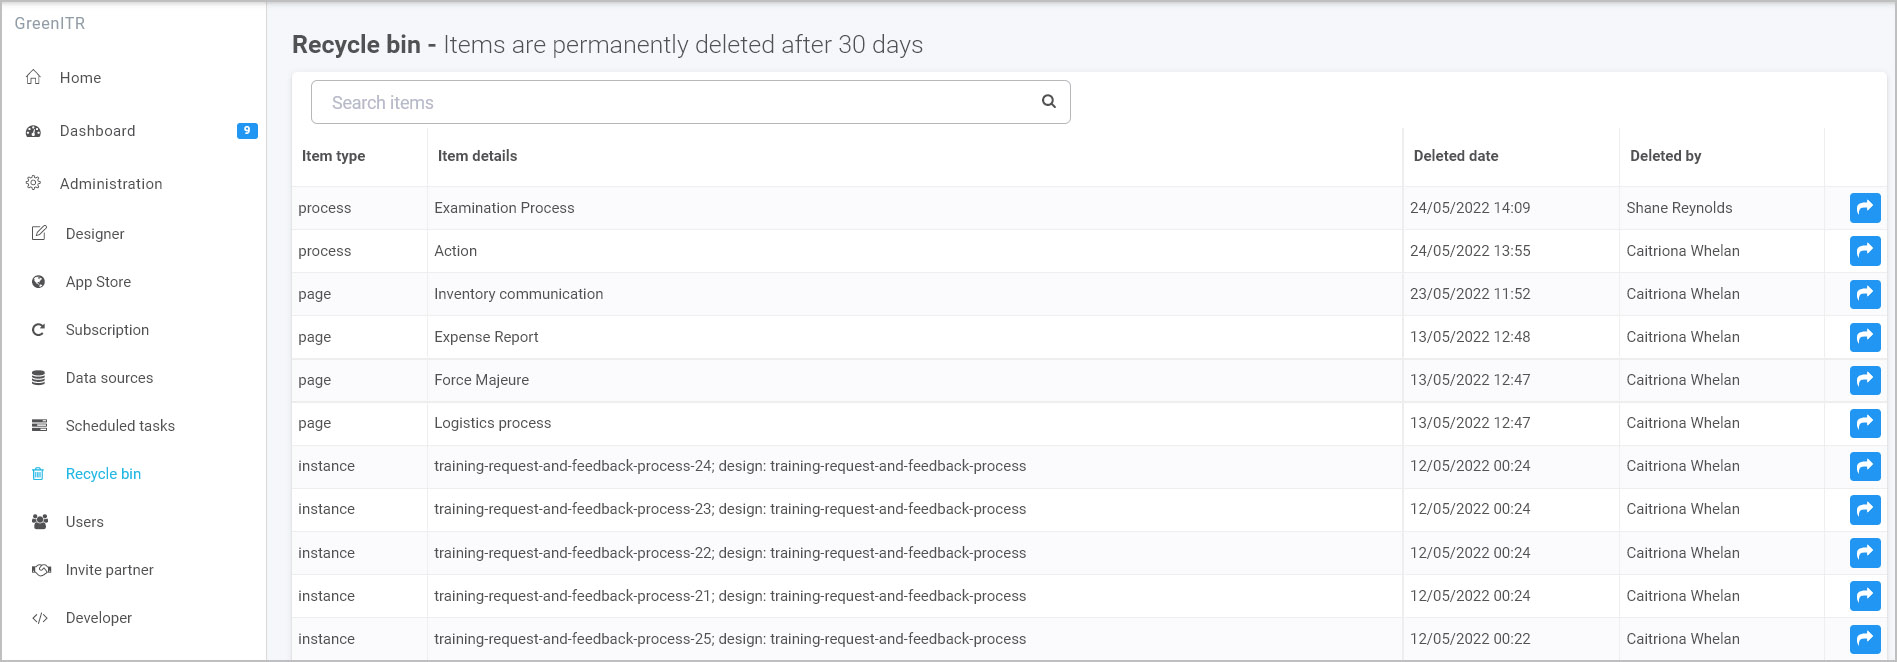 GreenITR
Home
Dashboard 9
Administration
Designer
App Store
Subscription
Data sources
Scheduled tasks
Recycle bin
Users
Invite partner
Developer
Recycle bin - Items are permanently deleted after 30 days
Search items
Item type Item details Deleted date Deleted by
process Examination Process 24/05/2022 14:09 Shane Reynolds
process Action 24/05/2022 13:55 Caitriona Whelan
page Inventory communication 23/05/2022 11:52 Caitriona Whelan
page Expense Report 13/05/2022 12:48 Caitriona Whelan
page Force Majeure 13/05/2022 12:47 Caitriona Whelan
page Logistics process 13/05/2022 12:47 Caitriona Whelan
instance training-request-and-feedback-process-24; design: training-request-and-feedback-process 12/05/2022 00:24 Caitriona Whelan
instance training-request-and-feedback-process-23; design: training-request-and-feedback-process 12/05/2022 00:24 Caitriona Whelan
instance training-request-and-feedback-process-22; design: training-request-and-feedback-process 12/05/2022 00:24 Caitriona Whelan
instance training-request-and-feedback-process-21; design: training-request-and-feedback-process 12/05/2022 00:24 Caitriona Whelan
instance training-request-and-feedback-process-25; design: training-request-and-feedback-process 12/05/2022 00:22 Caitriona Whelan